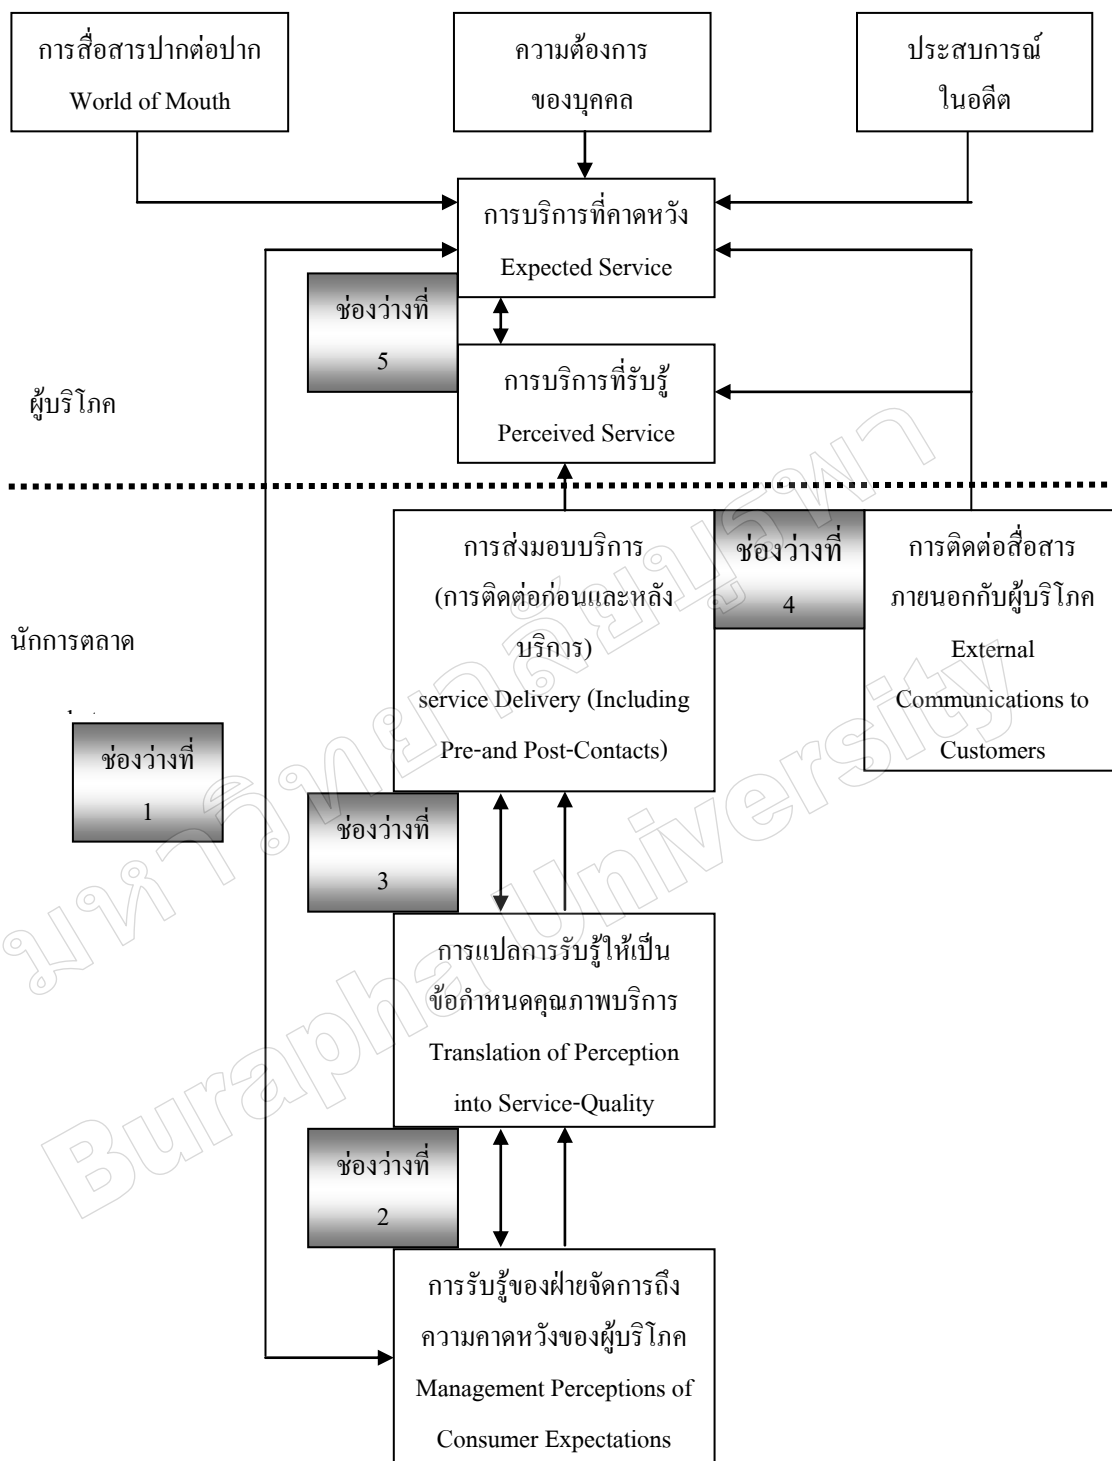 การสื่อสารปากต่อปาก
World of Mouth
ความต้องการ
ของบุคคล
ประสบการณ์
ในอดีต
การบริการที่คาดหวัง
Expected Service
ช่องว่างที่
5
การบริการที่รับรู้
Perceived Service
ผู้บริโภค
นักการตลาด
การส่งมอบบริการ
(การติดต่อก่อนและหลัง
บริการ)
service Delivery (Including
Pre-and Post-Contacts)
ช่องว่างที่
4
การติดต่อสื่อสาร
ภายนอกกับผู้บริโภค
External
Communications to
Customers
ช่องว่างที่
1
ช่องว่างที่
3
การแปลการรับรู้ให้เป็น
ข้อกำหนดคุณภาพบริการ
Translation of Perception
into Service-Quality
ช่องว่างที่
2
การรับรู้ของฝ่ายจัดการถึง
ความคาดหวังของผู้บริโภค
Management Perceptions of
Consumer Expectations
มหาวิทยาลัยบูรพา
Burapha University